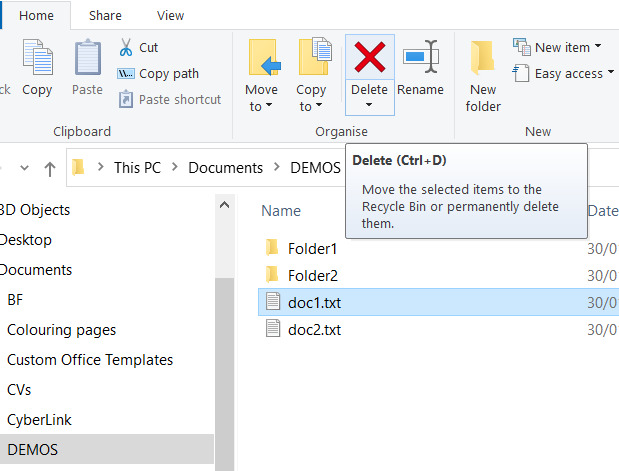 Home Share View
Cut
Copy path
Paste shortcut
Copy
Paste
Clipboard
Move to
Copy to
Delete
Rename
Organise
New folder
New item
Easy access
New
This PC Documents DEMOS
Delete (Ctrl+D)
Move the selected items to the
Recycle Bin or permanently delete
them.
3D Objects
Desktop
Documents
BF
Colouring pages
Custom Office Templates
CVs
CyberLink
DEMOS
Name Date
Folder1 30/0
Folder2 30/0
doc1.txt 30/0
doc2.txt 30/0